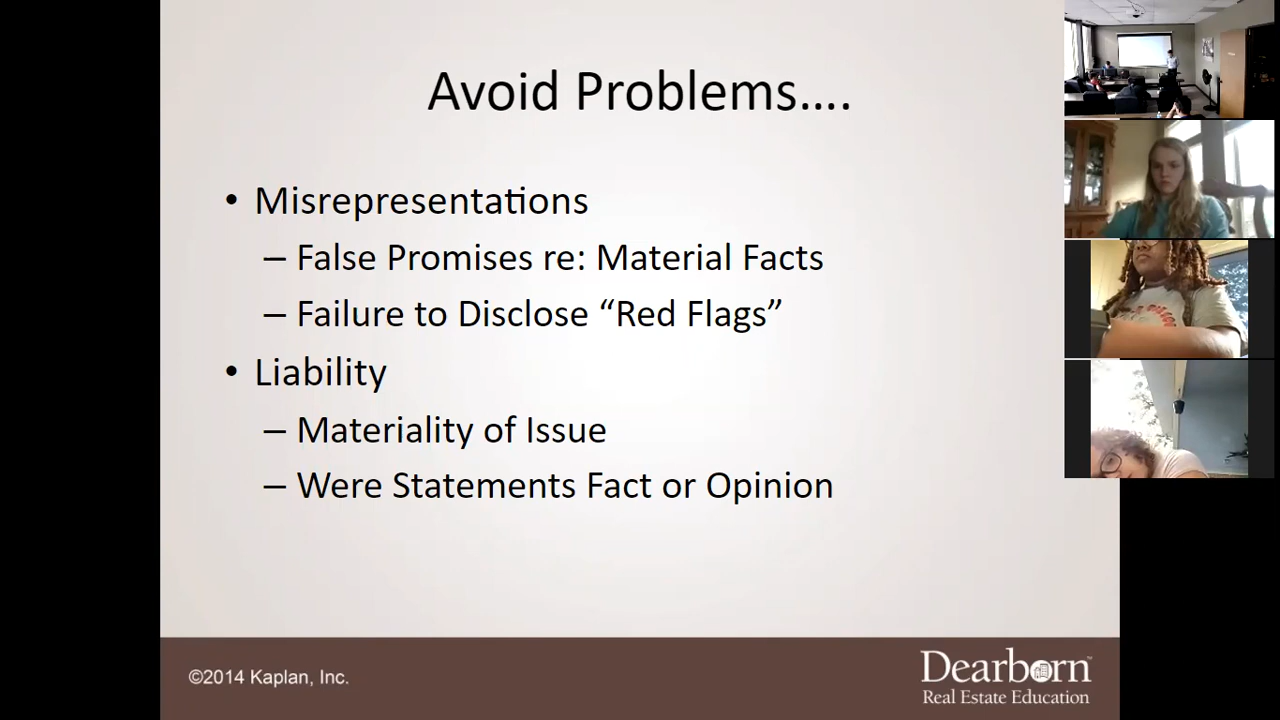 Avoid Problems....
• Misrepresentations
– False Promises re: Material Facts
– Failure to Disclose “Red Flags”
• Liability
– Materiality of Issue
– Were Statements Fact or Opinion
©2014 Kaplan, Inc.
Dearborn™
Real Estate Education